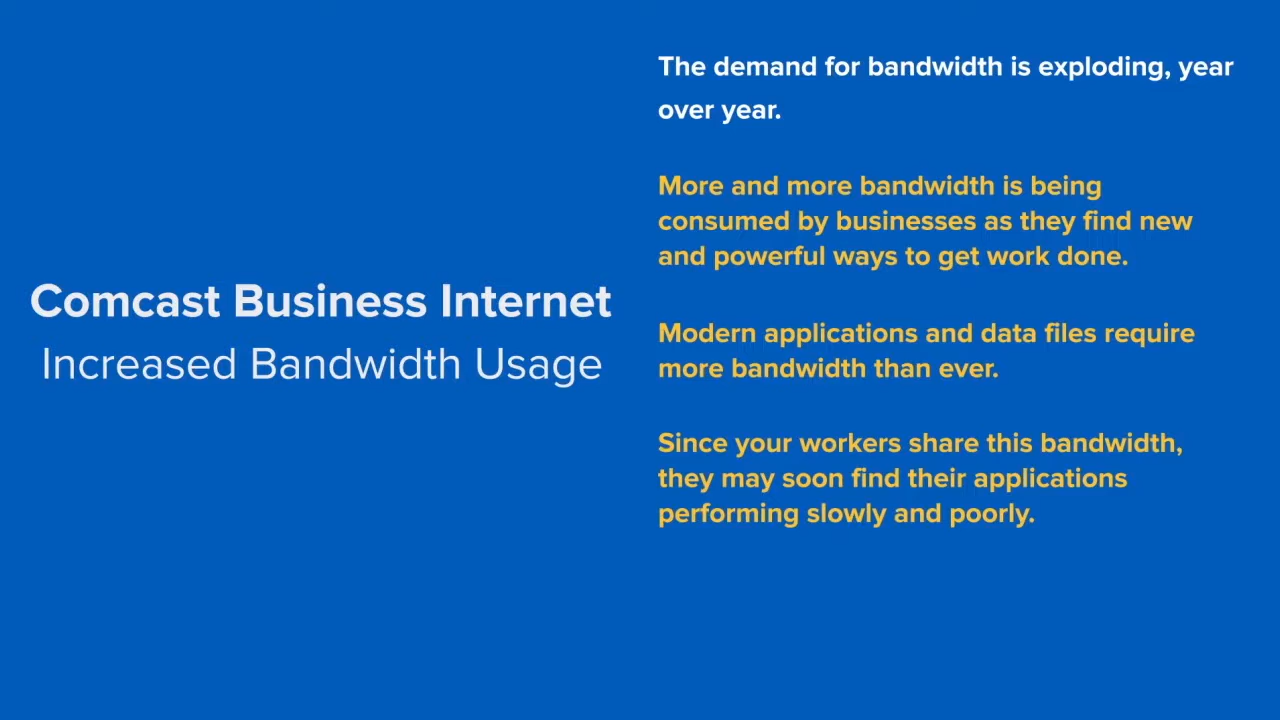 Comcast Business Internet
Increased Bandwidth Usage
The demand for bandwidth is exploding, year
over year.
More and more bandwidth is being
consumed by businesses as they find new
and powerful ways to get work done.
Modern applications and data files require
more bandwidth than ever.
Since your workers share this bandwidth,
they may soon find their applications
performing slowly and poorly.